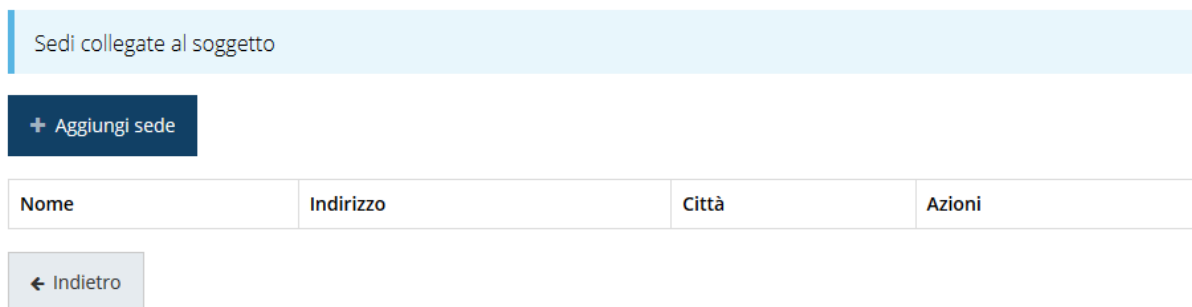 Sedi collegate al soggetto
+ Aggiungi sede
Nome Indirizzo Città Azioni
← Indietro